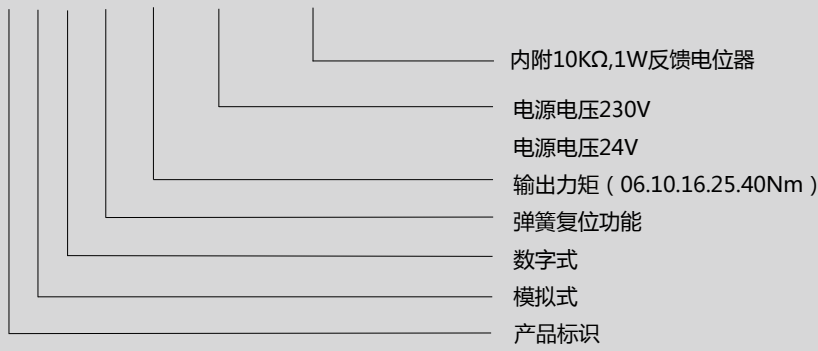 内附10KΩ,1W反馈电位器
电源电压230V
电源电压24V
输出力矩（06.10.16.25.40Nm）
弹簧复位功能
数字式
模拟式
产品标识